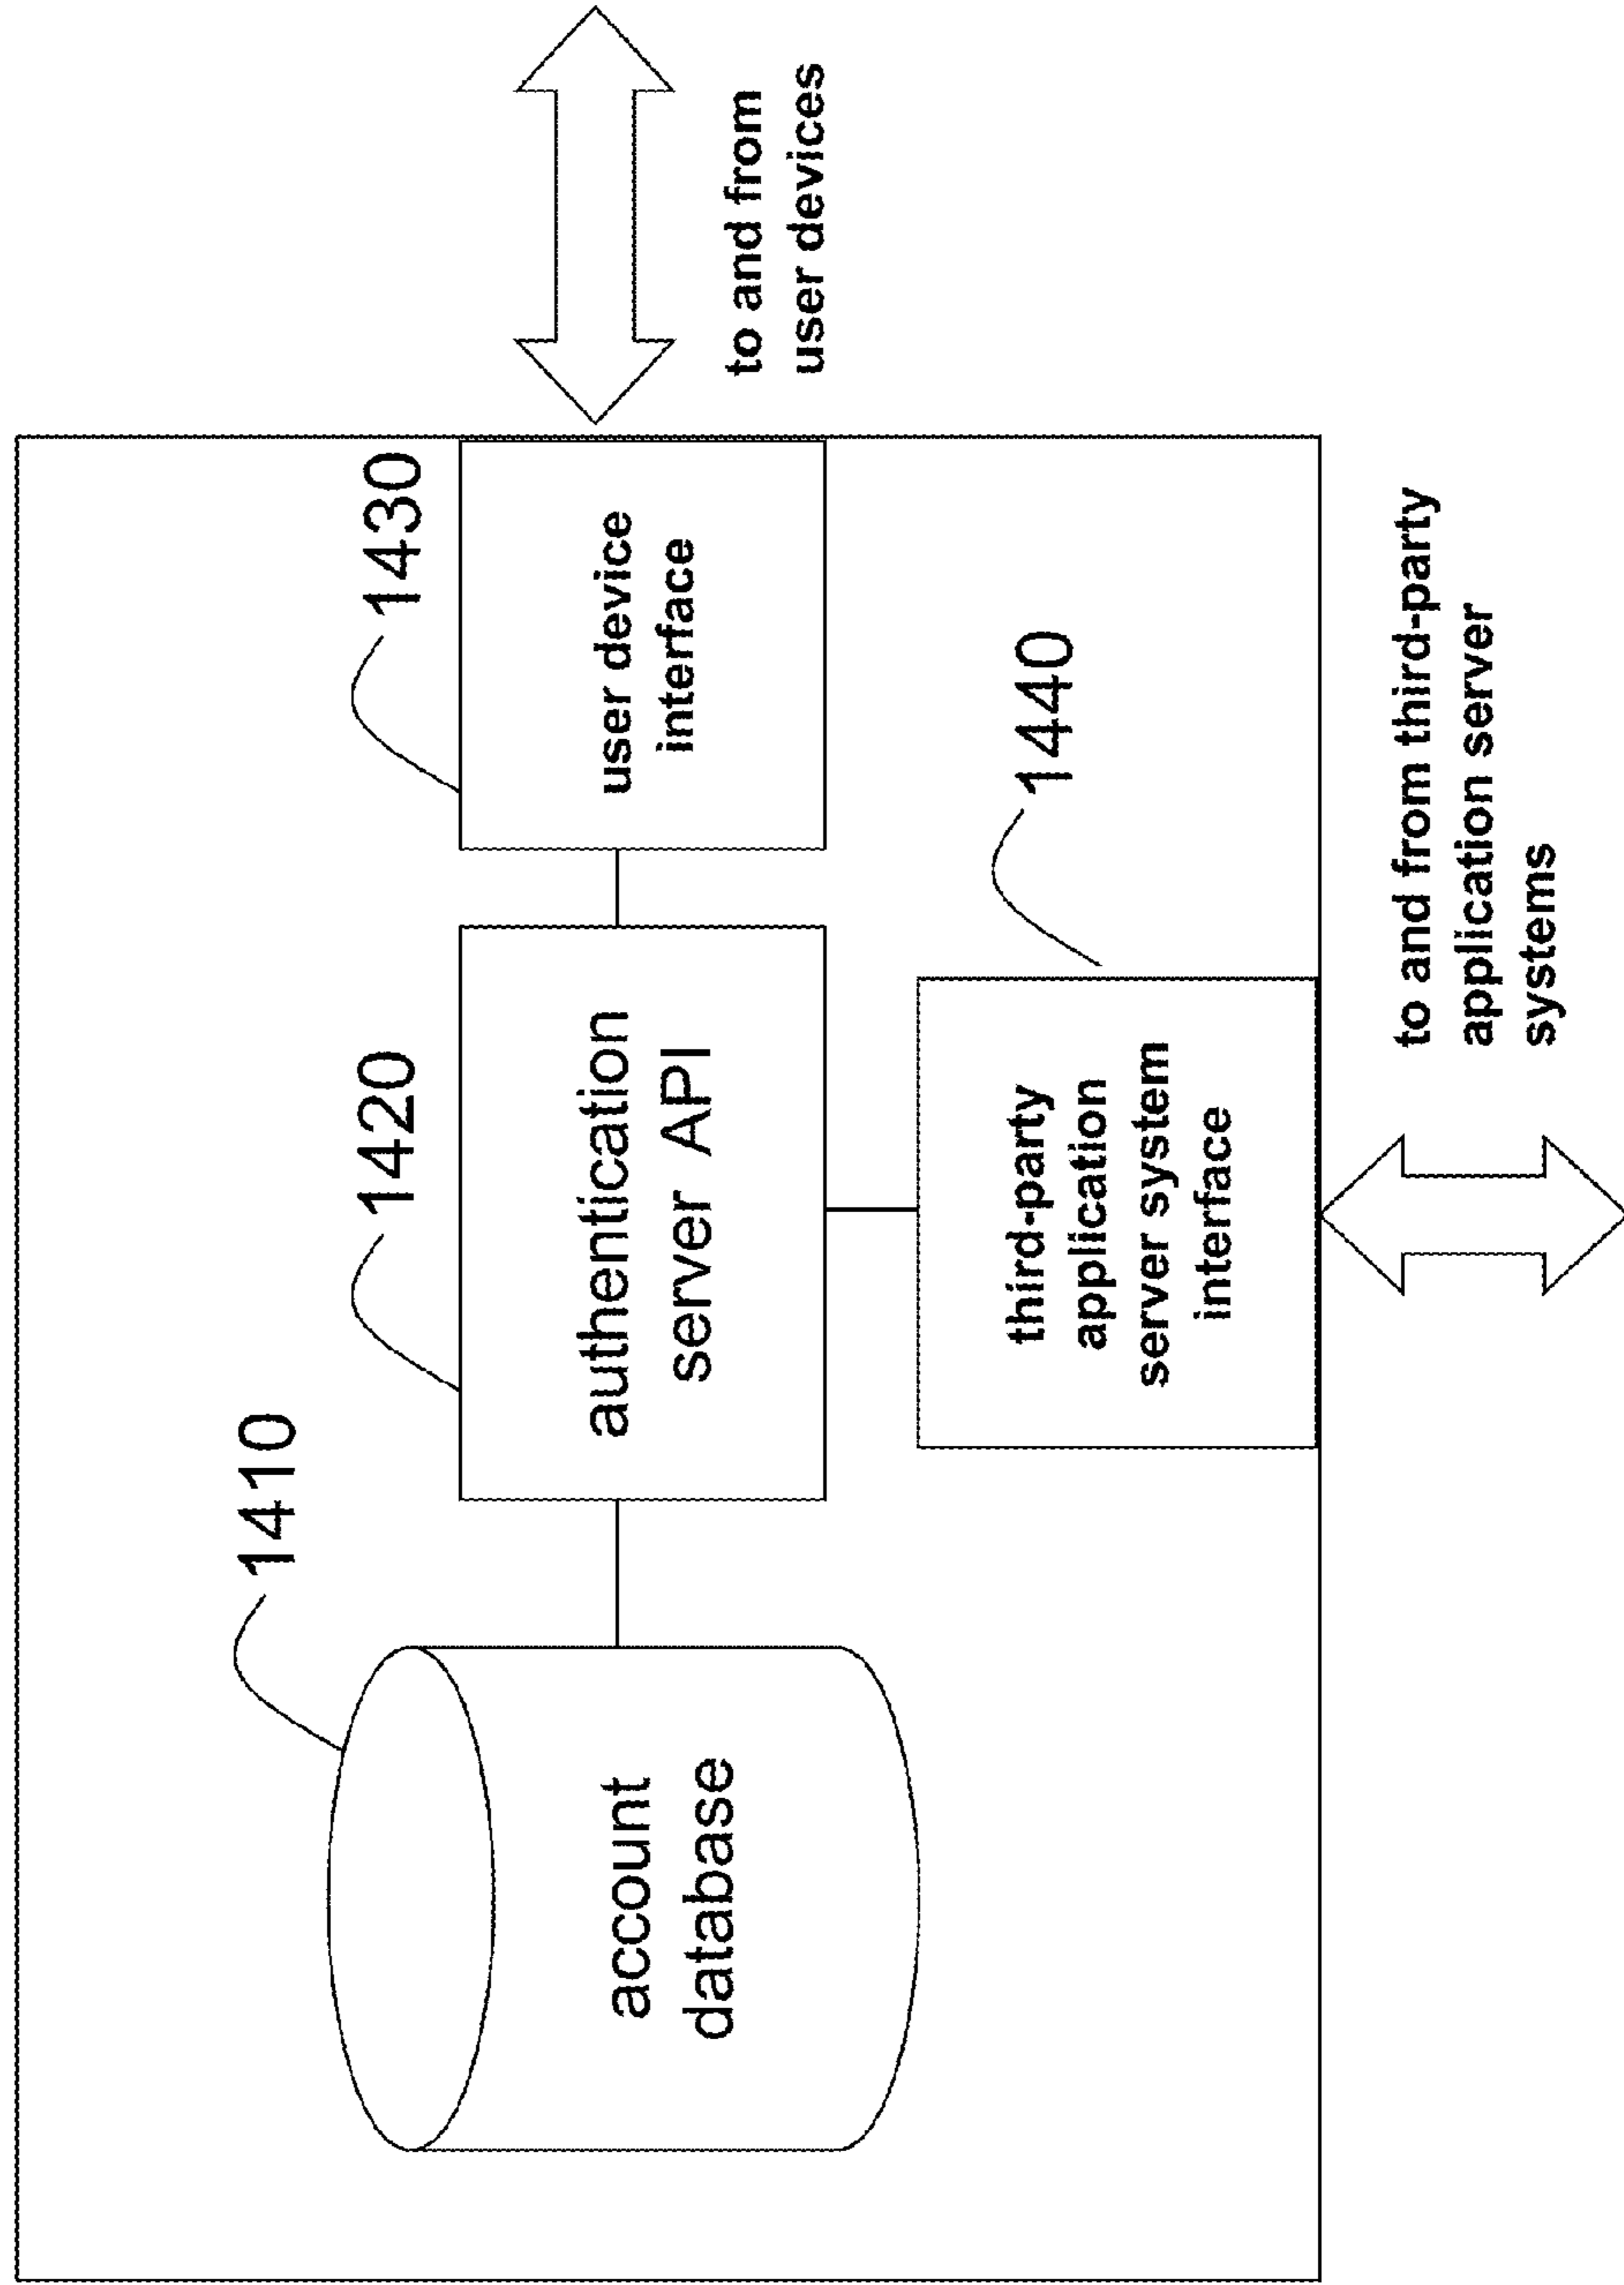 1410
account
database
1420
authentication
server API
1430
user device
interface
to and from
user devices
1440
third-party
application
server system
interface
to and from third-party
application server
systems